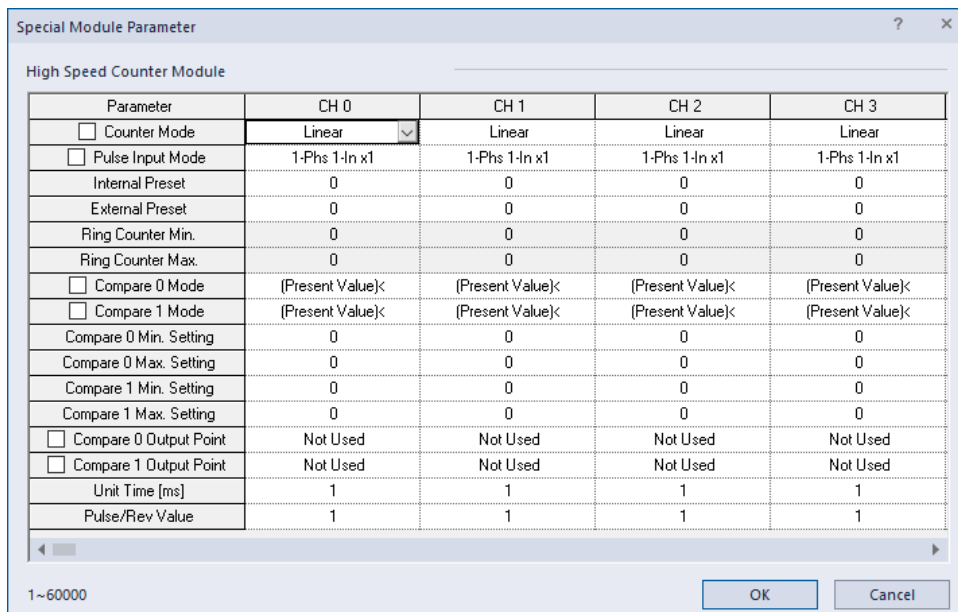 Special Module Parameter ? ×
High Speed Counter Module
Parameter CH 0 CH 1 CH 2 CH 3
Counter Mode Linear Linear Linear Linear
Pulse Input Mode 1-Phs 1-In x1 1-Phs 1-In x1 1-Phs 1-In x1 1-Phs 1-In x1
Internal Preset 0 0 0 0
External Preset 0 0 0 0
Ring Counter Min. 0 0 0 0
Ring Counter Max. 0 0 0 0
Compare 0 Mode (Present Value)< (Present Value)< (Present Value)< (Present Value)<
Compare 1 Mode (Present Value)< (Present Value)< (Present Value)< (Present Value)<
Compare 0 Min. Setting 0 0 0 0
Compare 0 Max. Setting 0 0 0 0
Compare 1 Min. Setting 0 0 0 0
Compare 1 Max. Setting 0 0 0 0
Compare 0 Output Point Not Used Not Used Not Used Not Used
Compare 1 Output Point Not Used Not Used Not Used Not Used
Unit Time [ms] 1 1 1 1
Pulse/Rev Value 1 1 1 1
1~60000 OK Cancel